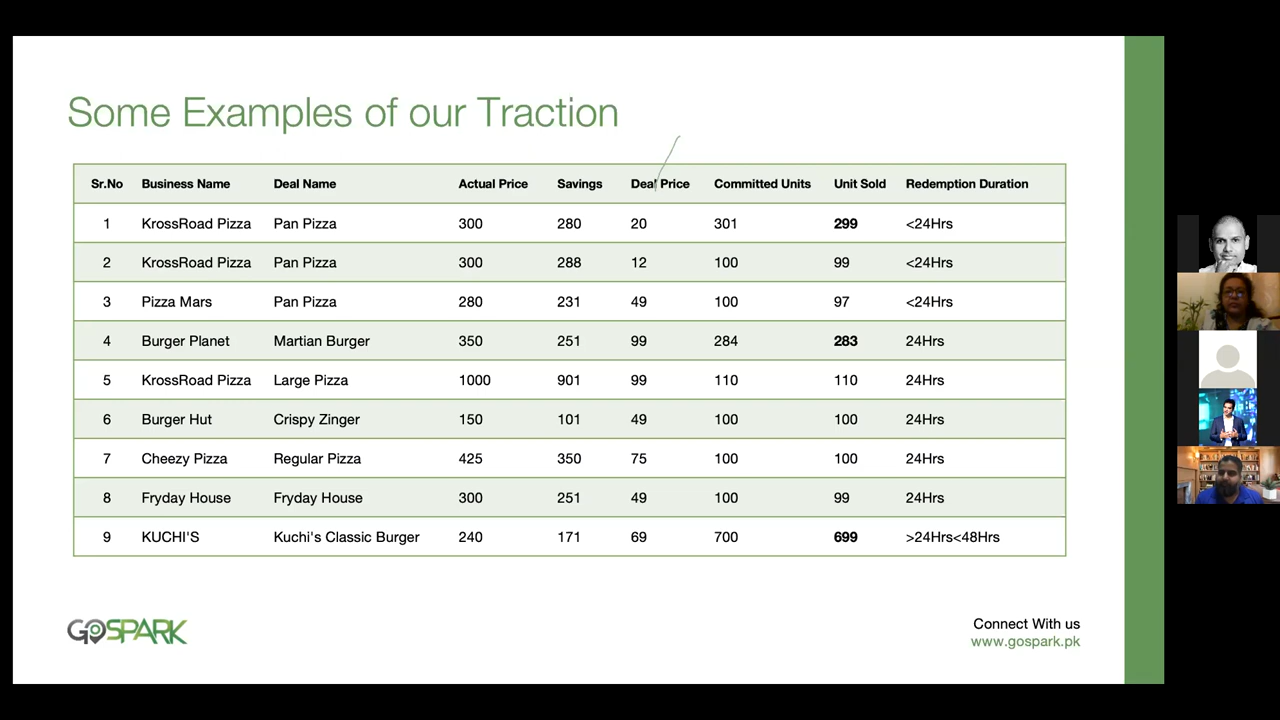 Some Examples of our Traction
Sr.No Business Name Deal Name Actual Price Savings Deal Price Committed Units Unit Sold Redemption Duration
1 KrossRoad Pizza Pan Pizza 300 280 20 301 299 <24Hrs
2 KrossRoad Pizza Pan Pizza 300 288 12 100 99 <24Hrs
3 Pizza Mars Pan Pizza 280 231 49 100 97 <24Hrs
4 Burger Planet Martian Burger 350 251 99 284 283 24Hrs
5 KrossRoad Pizza Large Pizza 1000 901 99 110 110 24Hrs
6 Burger Hut Crispy Zinger 150 101 49 100 100 24Hrs
7 Cheezy Pizza Regular Pizza 425 350 75 100 100 24Hrs
8 Fryday House Fryday House 300 251 49 100 99 24Hrs
9 KUCHI'S Kuchi's Classic Burger 240 171 69 700 699 >24Hrs<48Hrs
GOSPARK
Connect With us
www.gospark.pk